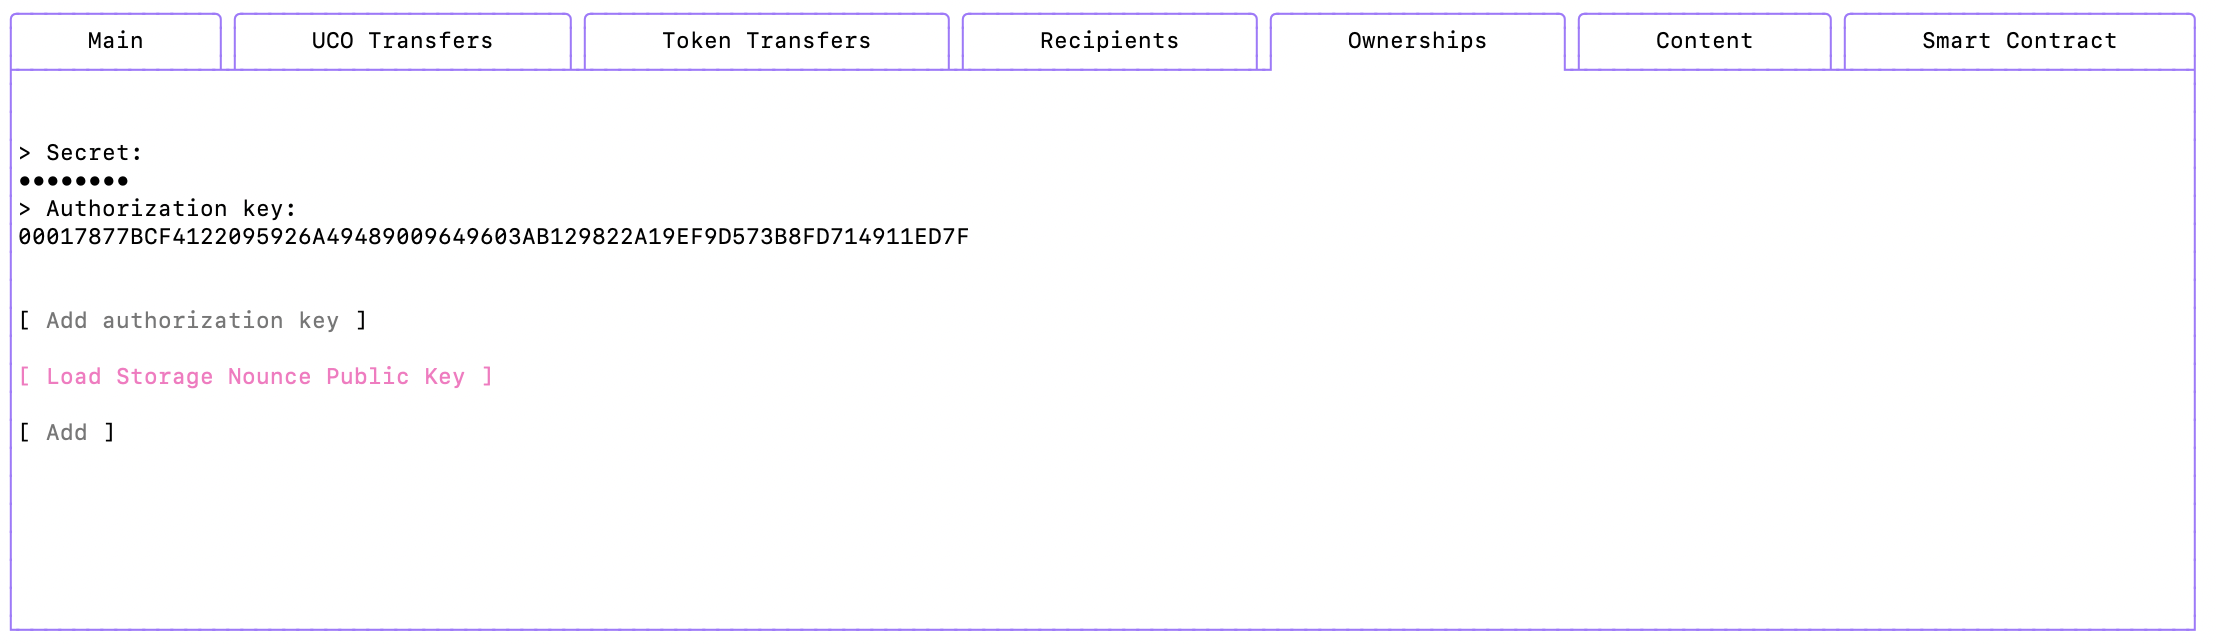 Main UCO Transfers Token Transfers Recipients Ownerships Content Smart Contract
> Secret:
••••••••
> Authorization key:
00017877BCF4122095926A49489009649603AB129822A19EF9D573B8FD714911ED7F
[ Add authorization key ]
[ Load Storage Nounce Public Key ]
[ Add ]